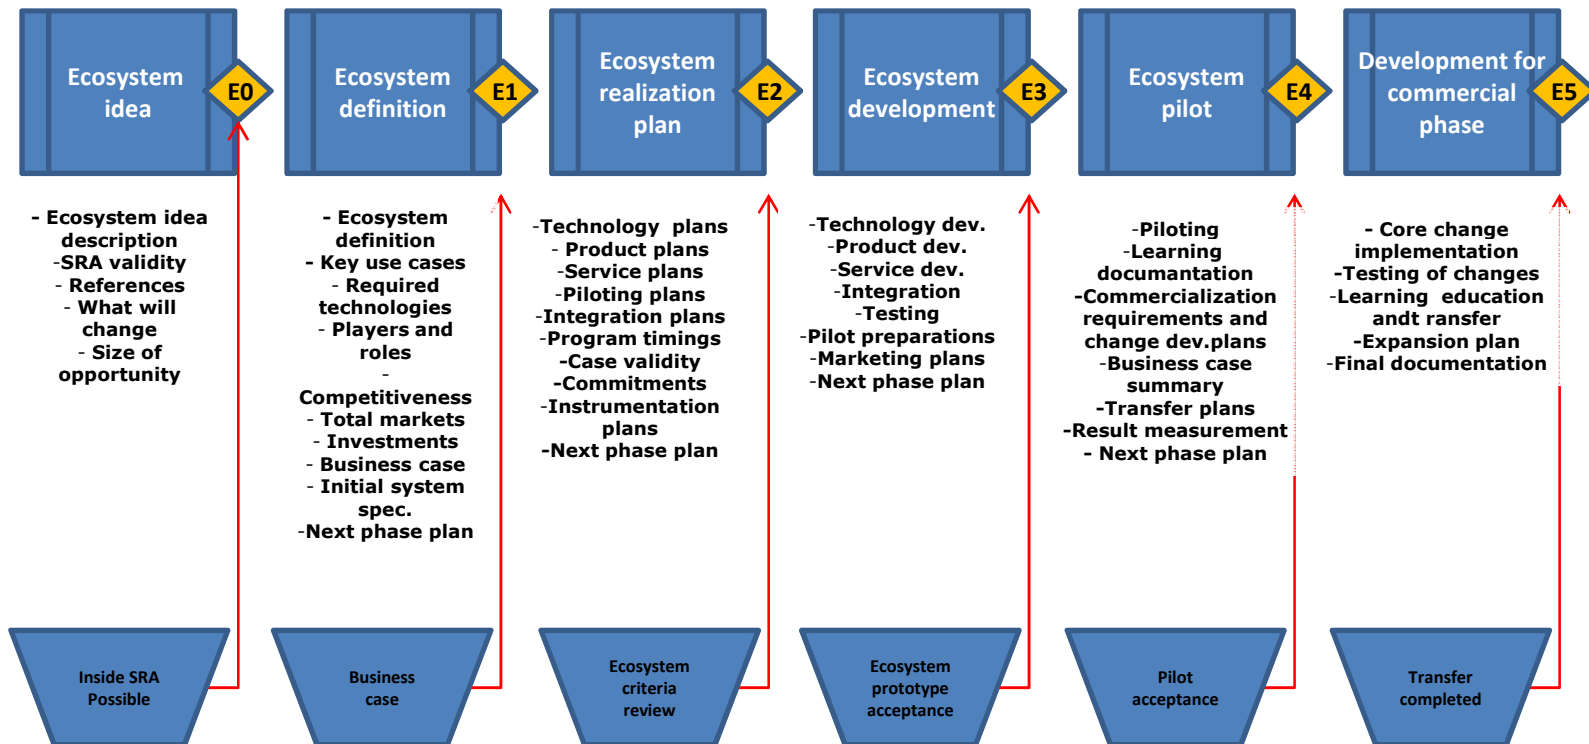 Ecosystem
idea
E0
Ecosystem
definition
E1
Ecosystem
realization
plan
E2
Ecosystem
development
E3
Ecosystem
pilot
E4
Development for
commercial
phase
E5
- Ecosystem idea
description
-SRA validity
- References
- What will
change
- Size of
opportunity
- Ecosystem
definition
- Key use cases
- Required
technologies
- Players and
roles
-
Competitiveness
- Total markets
- Investments
- Business case
- Initial system
spec.
-Next phase plan
-Technology plans
- Product plans
-Service plans
-Piloting plans
-Integration plans
-Program timings
-Case validity
-Commitments
-Instrumentation
plans
-Next phase plan
-Technology dev.
-Product dev.
-Service dev.
-Integration
-Testing
-Pilot preparations
-Marketing plans
-Next phase plan
-Piloting
-Learning
documantation
-Commercialization
requirements and
change dev.plans
-Business case
summary
-Transfer plans
-Result measurement
- Next phase plan
- Core change
implementation
-Testing of changes
-Learning education
andt ransfer
-Expansion plan
-Final documentation
Inside SRA
Possible
Business
case
Ecosystem
criteria
review
Ecosystem
prototype
acceptance
Pilot
acceptance
Transfer
completed